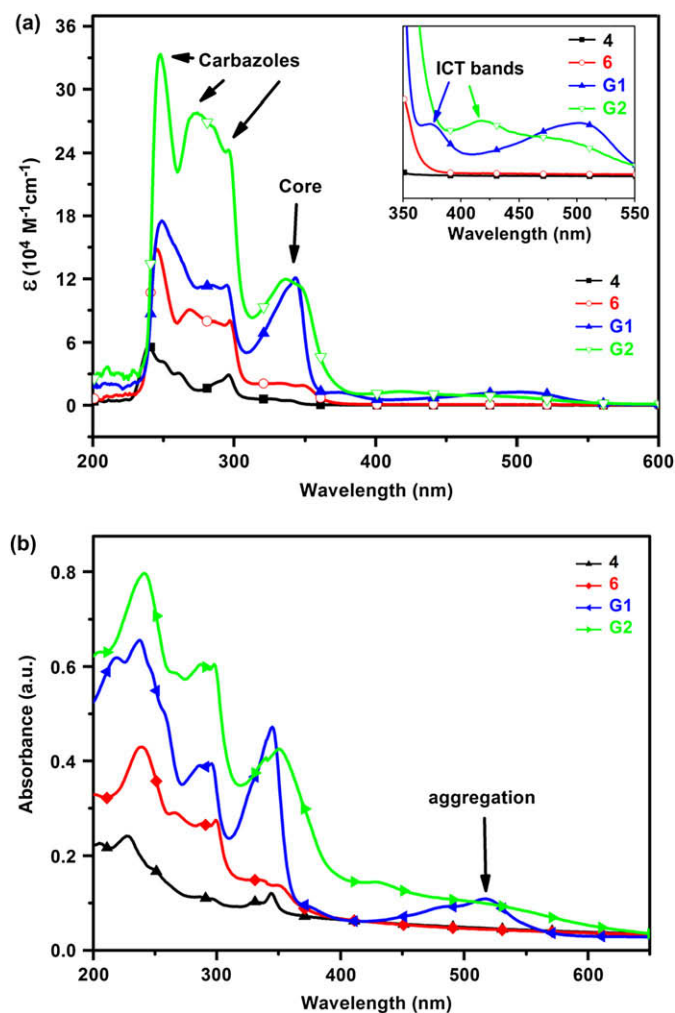 (a)
36
30
24
18
12
6
0
ε (10⁴ M⁻¹cm⁻¹)
Carbazoles
Core
ICT bands
4
6
G1
G2
350 400 450 500 550
Wavelength (nm)
4
6
G1
G2
200 300 400 500 600
Wavelength (nm)
(b)
0.8
0.6
0.4
0.2
0.0
Absorbance (a.u.)
aggregation
4
6
G1
G2
200 300 400 500 600
Wavelength (nm)